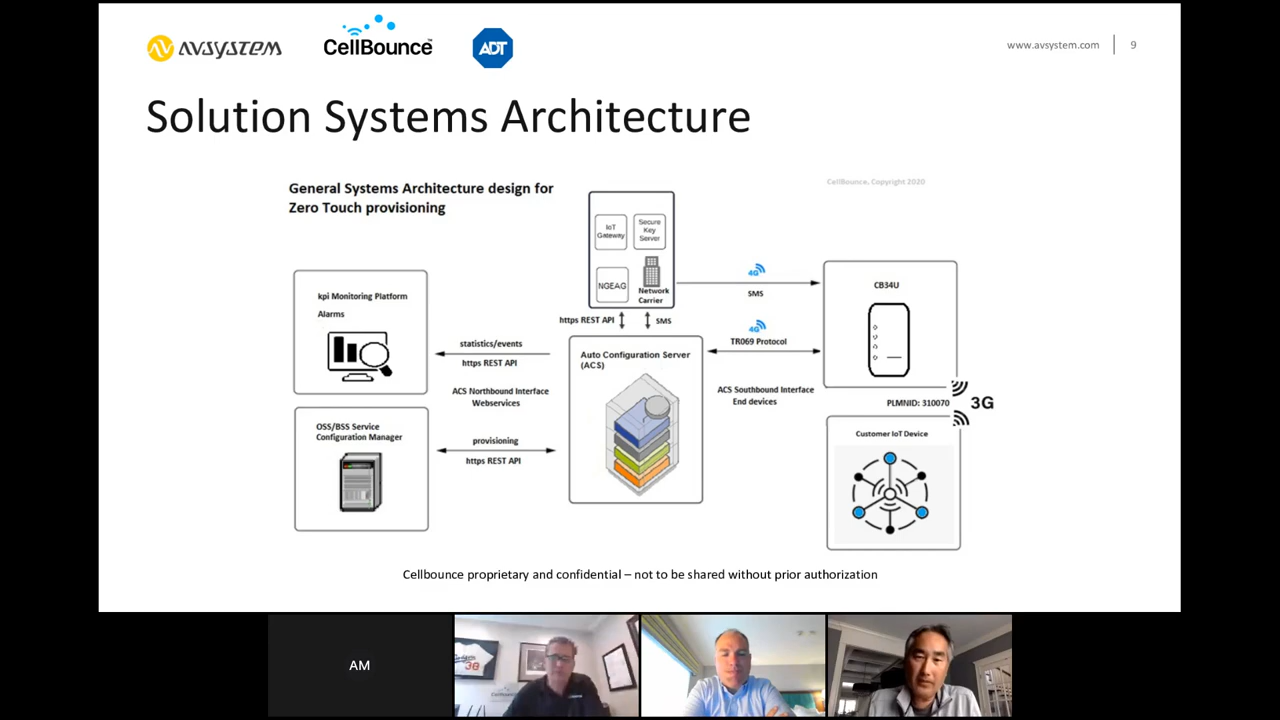 AVSYSTEM
CellBounce™
ADT
www.avsystem.com
9
Solution Systems Architecture
General Systems Architecture design for
Zero Touch provisioning
CellBounce, Copyright 2020
IoT
Gateway
Secure
Key
Server
NGEAG
Network
Carrier
4G
SMS
CB34U
kpi Monitoring Platform
Alarms
https REST API
SMS
4G
TR069 Protocol
statistics/events
https REST API
Auto Configuration Server
(ACS)
ACS Northbound Interface
Webservices
ACS Southbound Interface
End devices
PLMNID: 310070
3G
OSS/BSS Service
Configuration Manager
provisioning
https REST API
Customer IoT Device
Cellbounce proprietary and confidential – not to be shared without prior authorization
AM
38
CellBounce